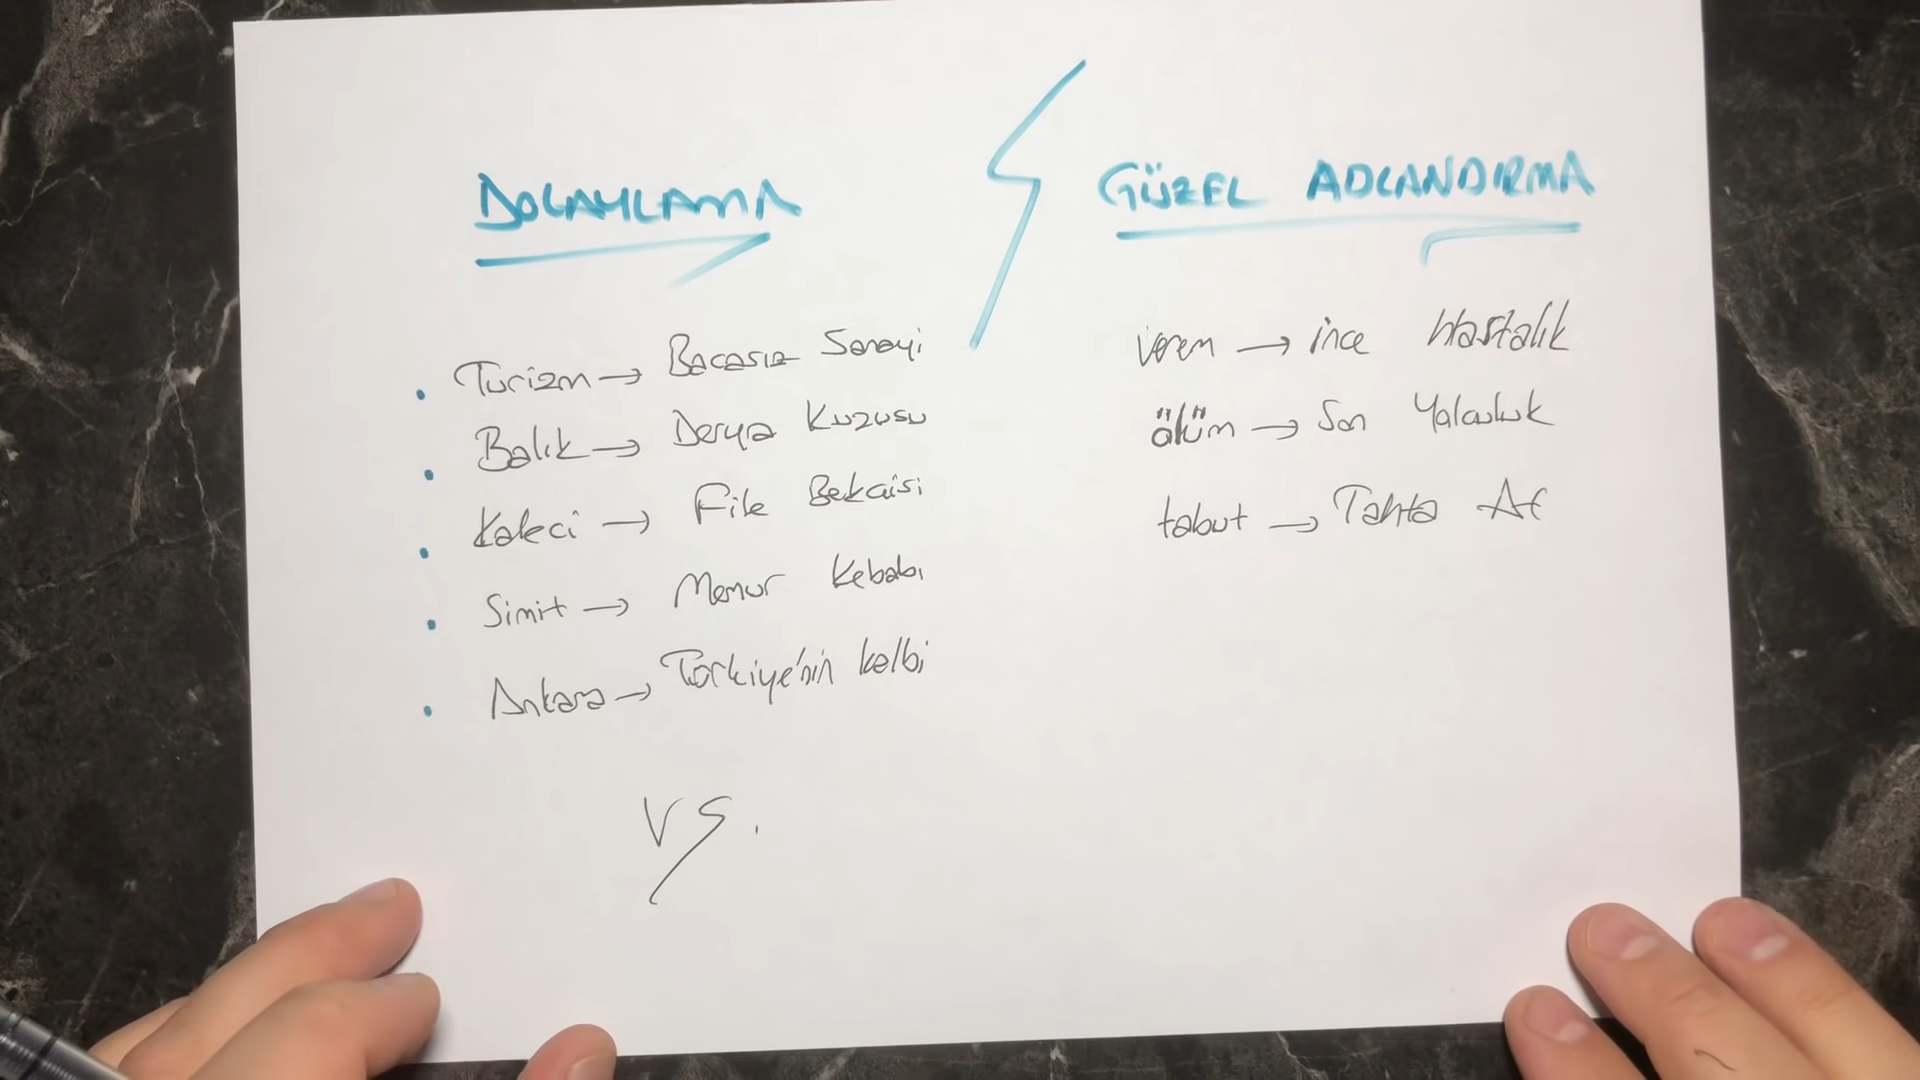 DOLAYLAMA
Turizm → Bacasız Sanayi
Balık → Derya Kuzusu
Kaleci → File Bekçisi
Simit → Memur Kebabı
Ankara → Türkiye'nin kalbi
VS.
GÜZEL ADLANDIRMA
verem → ince Hastalık
ölüm → Son Yolculuk
tabut → Tahta At